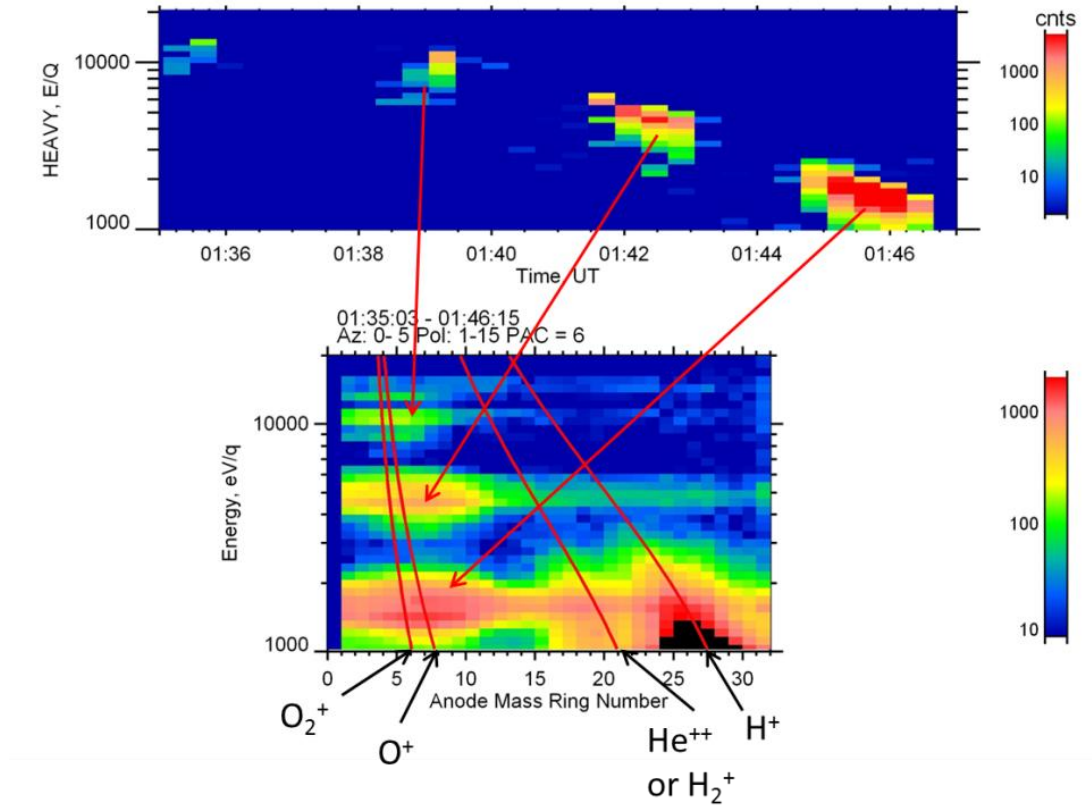 cnts
HEAVY, E/Q
10000
1000
1000
100
10
01:36 01:38 01:40 01:42 01:44 01:46
Time, UT
01:35:03 - 01:46:15
Az: 0- 5 Pol: 1-15 PAC = 6
Energy, eV/q
10000
1000
1000
100
10
0 5 10 15 20 25 30
Anode Mass Ring Number
O₂⁺
O⁺
He⁺⁺
or H₂⁺
H⁺